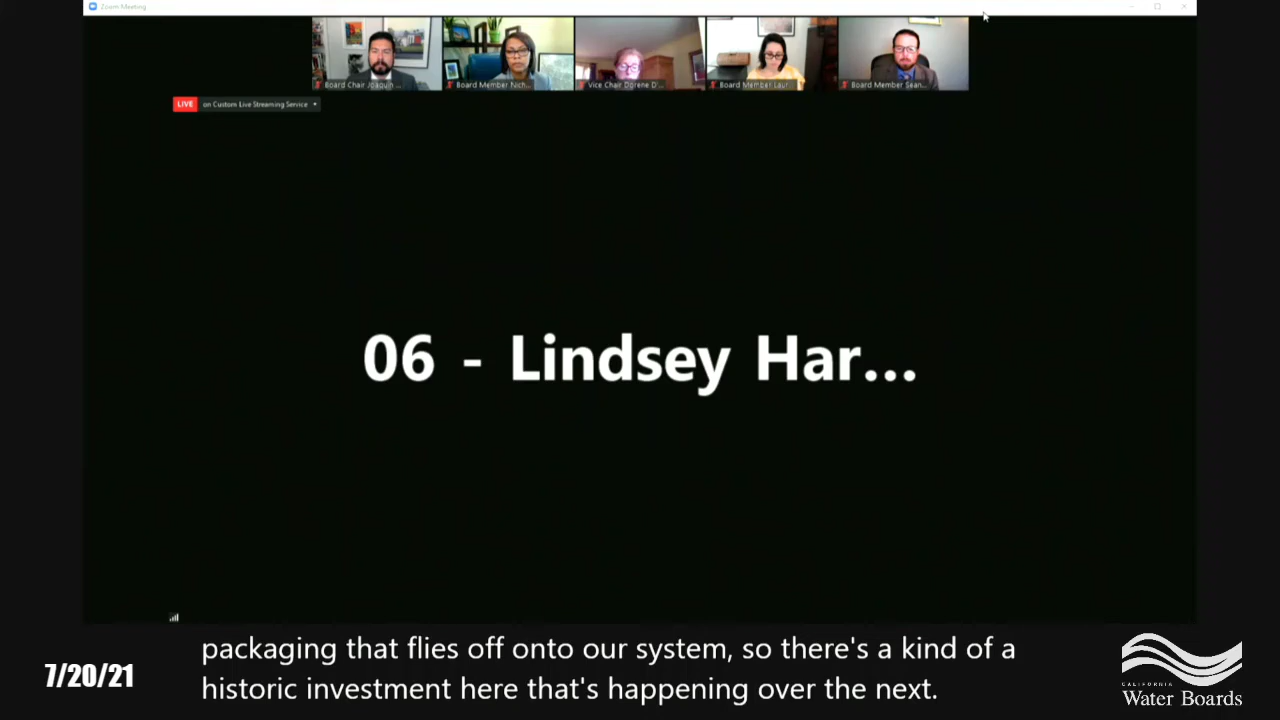 Zoom Meeting
Board Chair Joaquin ...
Board Member Nich...
Vice Chair Dorene D'...
Board Member Laur...
Board Member Sean...
LIVE on Custom Live Streaming Service
06 - Lindsey Har...
packaging that flies off onto our system, so there's a kind of a
historic investment here that's happening over the next.
7/20/21
CALIFORNIA
Water Boards